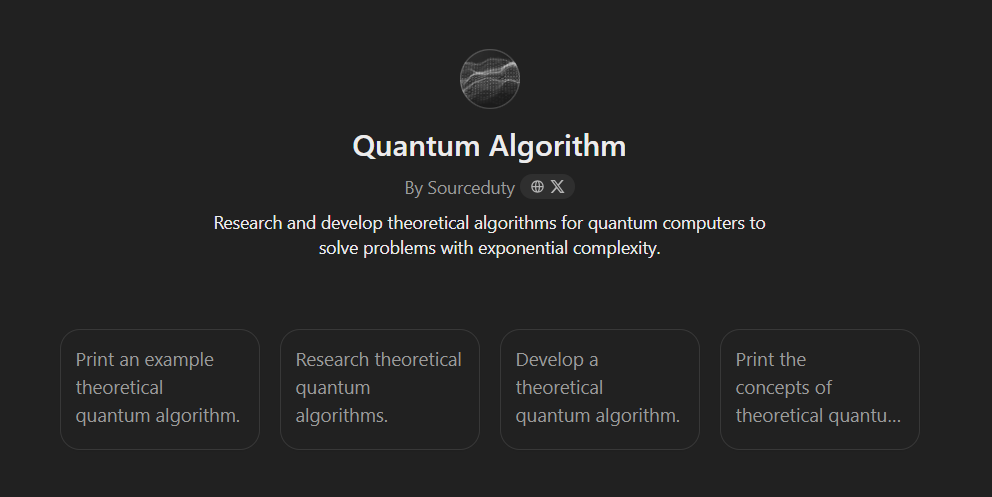 Quantum Algorithm
By Sourceduty
Research and develop theoretical algorithms for quantum computers to
solve problems with exponential complexity.
Print an example
theoretical
quantum algorithm.
Research theoretical
quantum
algorithms.
Develop a
theoretical
quantum algorithm.
Print the
concepts of
theoretical quantu...